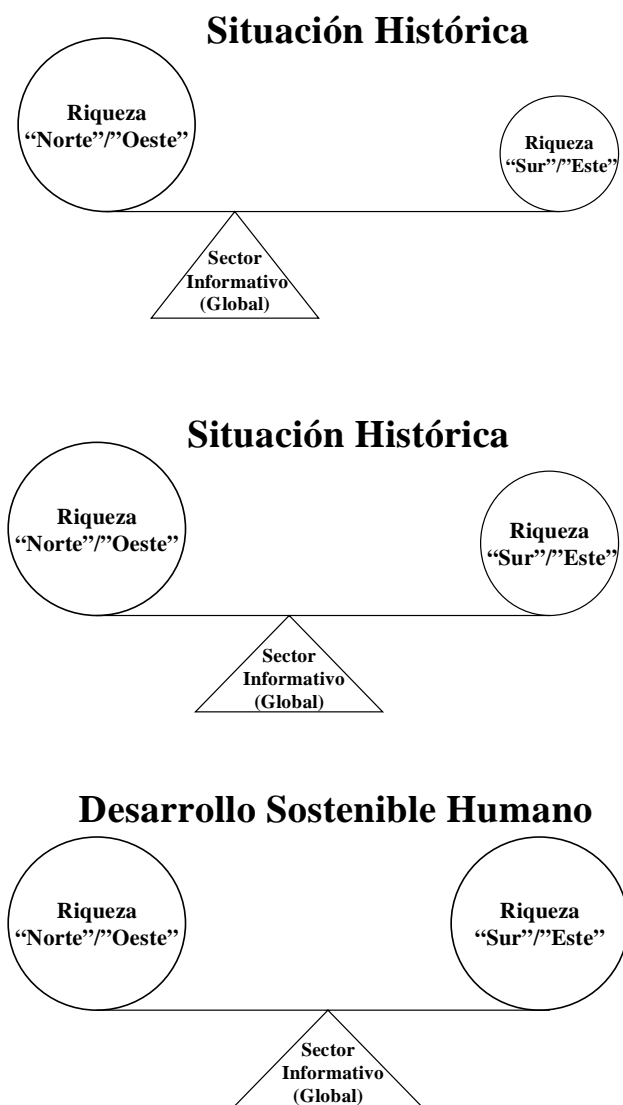 Situación Histórica
Riqueza
“Norte”/”Oeste”
Riqueza
“Sur”/”Este”
Sector
Informativo
(Global)
Situación Histórica
Riqueza
“Norte”/”Oeste”
Riqueza
“Sur”/”Este”
Sector
Informativo
(Global)
Desarrollo Sostenible Humano
Riqueza
“Norte”/”Oeste”
Riqueza
“Sur”/”Este”
Sector
Informativo
(Global)